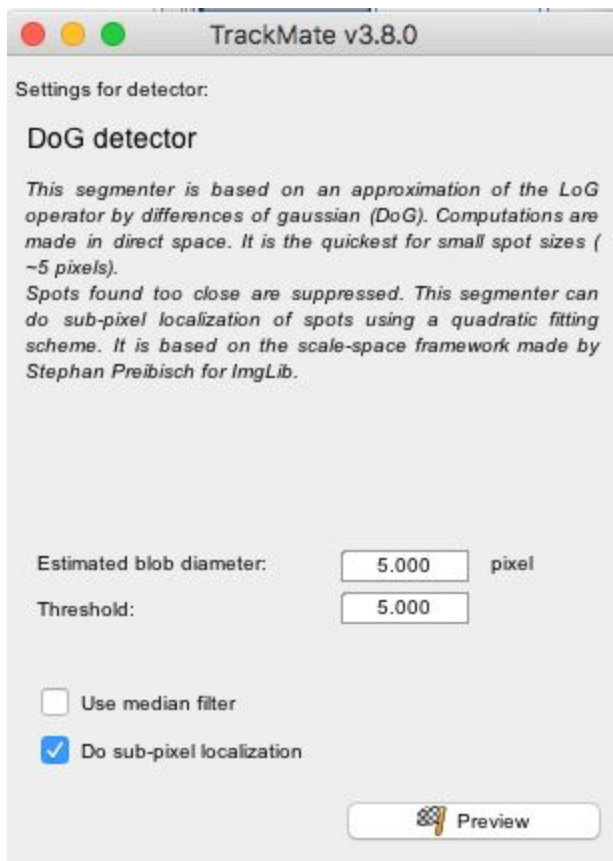 TrackMate v3.8.0
Settings for detector:
DoG detector
This segmenter is based on an approximation of the LoG
operator by differences of gaussian (DoG). Computations are
made in direct space. It is the quickest for small spot sizes (
~5 pixels).
Spots found too close are suppressed. This segmenter can
do sub-pixel localization of spots using a quadratic fitting
scheme. It is based on the scale-space framework made by
Stephan Preibisch for ImgLib.
Estimated blob diameter: 5.000 pixel
Threshold: 5.000
Use median filter
Do sub-pixel localization
Preview